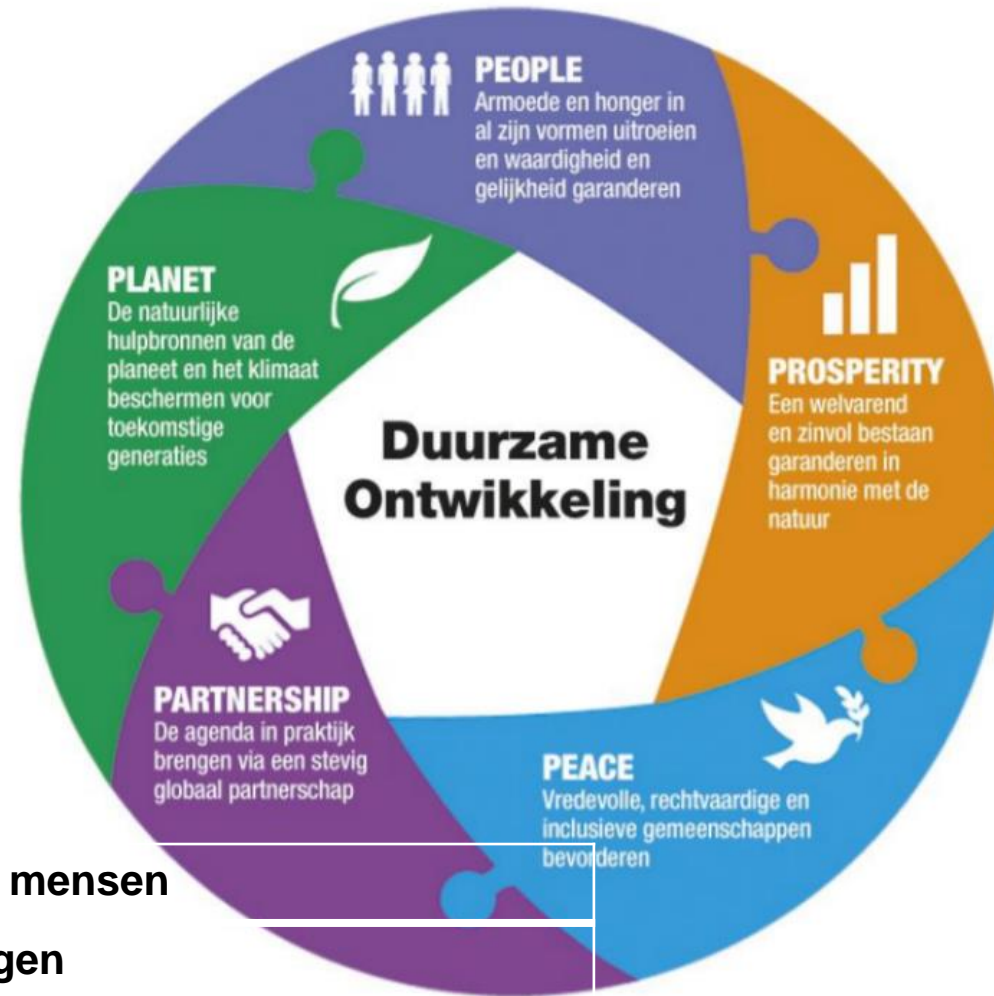 PEOPLE
Armoede en honger in
al zijn vormen uitroeien
en waardigheid en
gelijkheid garanderen
PLANET
De natuurlijke
hulpbronnen van de
planeet en het klimaat
beschermen voor
toekomstige
generaties
PROSPERITY
Een welvarend
en zinvol bestaan
garanderen in
harmonie met de
natuur
Duurzame
Ontwikkeling
PARTNERSHIP
De agenda in praktijk
brengen via een stevig
globaal partnerschap
PEACE
Vredevolle, rechtvaardige en
inclusieve gemeenschappen
bevorderen
mensen
gen